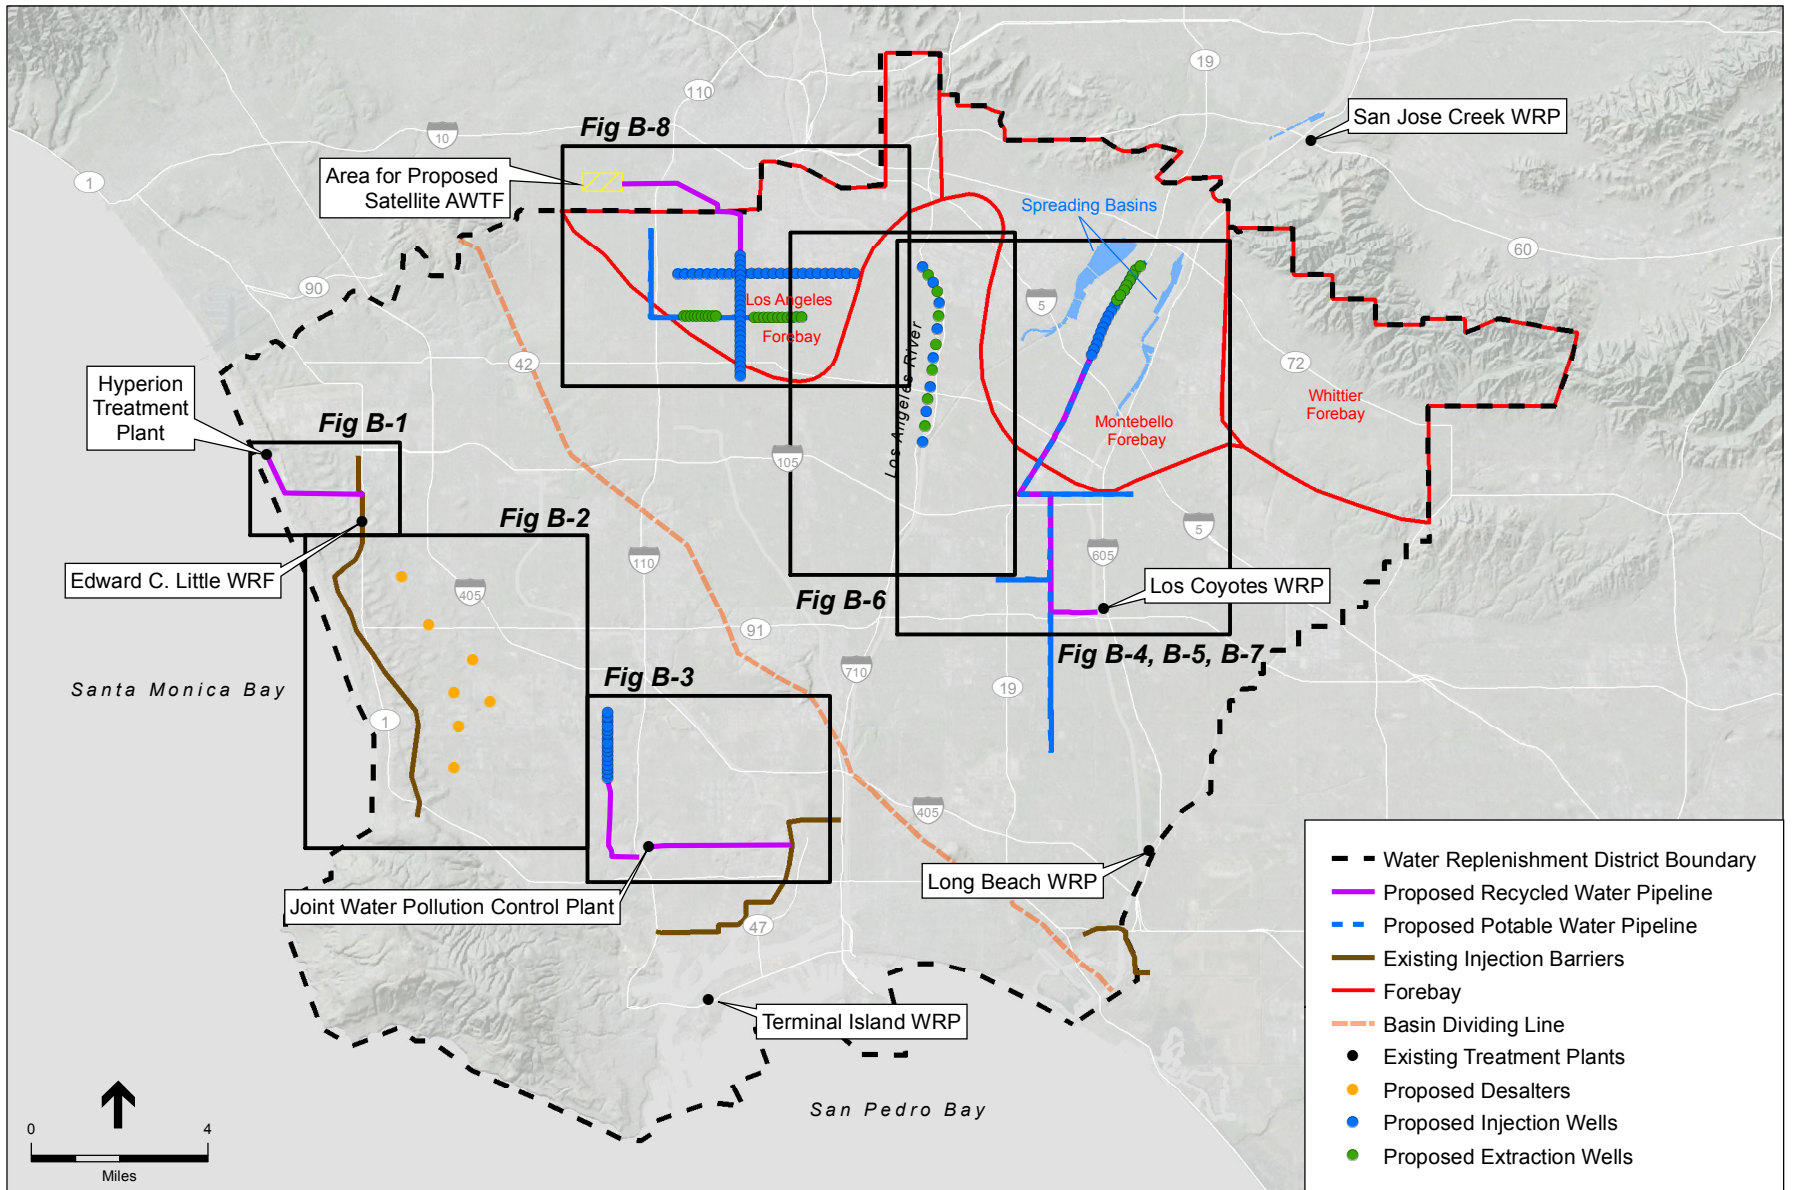 19
110
San Jose Creek WRP
Fig B-8
10
Area for Proposed
Satellite AWTF
1
Spreading Basins
60
90
Los Angeles
Forebay
5
Los Angeles River
42
72
Hyperion
Treatment
Plant
Whittier
Forebay
Montebello
Forebay
Fig B-1
105
Fig B-2
5
110
605
Edward C. Little WRF
405
Los Coyotes WRP
Fig B-6
91
Fig B-4, B-5, B-7
710
Fig B-3
19
Santa Monica Bay
1
405
Long Beach WRP
Joint Water Pollution Control Plant
47
Terminal Island WRP
San Pedro Bay
0 4
Miles
Water Replenishment District Boundary
Proposed Recycled Water Pipeline
Proposed Potable Water Pipeline
Existing Injection Barriers
Forebay
Basin Dividing Line
Existing Treatment Plants
Proposed Desalters
Proposed Injection Wells
Proposed Extraction Wells